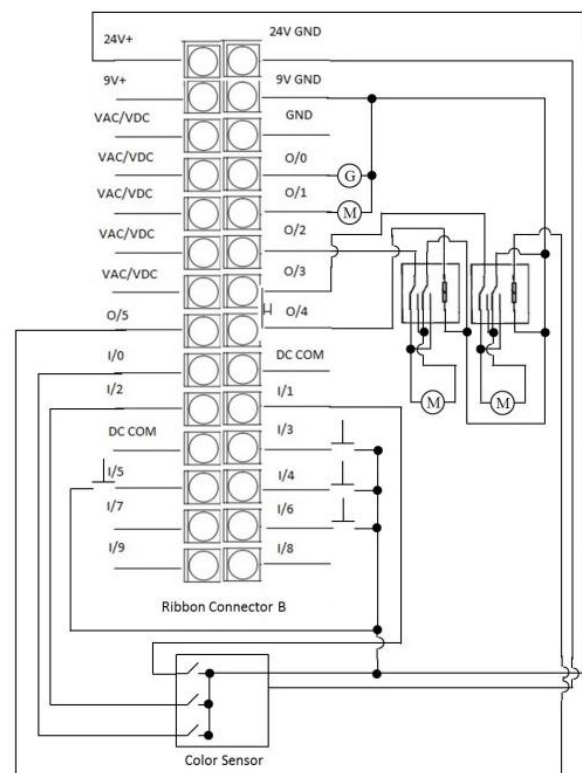 24V+ 24V GND
9V+ 9V GND
VAC/VDC GND
VAC/VDC O/0
G
VAC/VDC O/1
M
VAC/VDC O/2
VAC/VDC O/3
O/5 O/4
I/0 DC COM
M M
I/2 I/1
DC COM I/3
I/5 I/4
I/7 I/6
I/9 I/8
Ribbon Connector B
Color Sensor